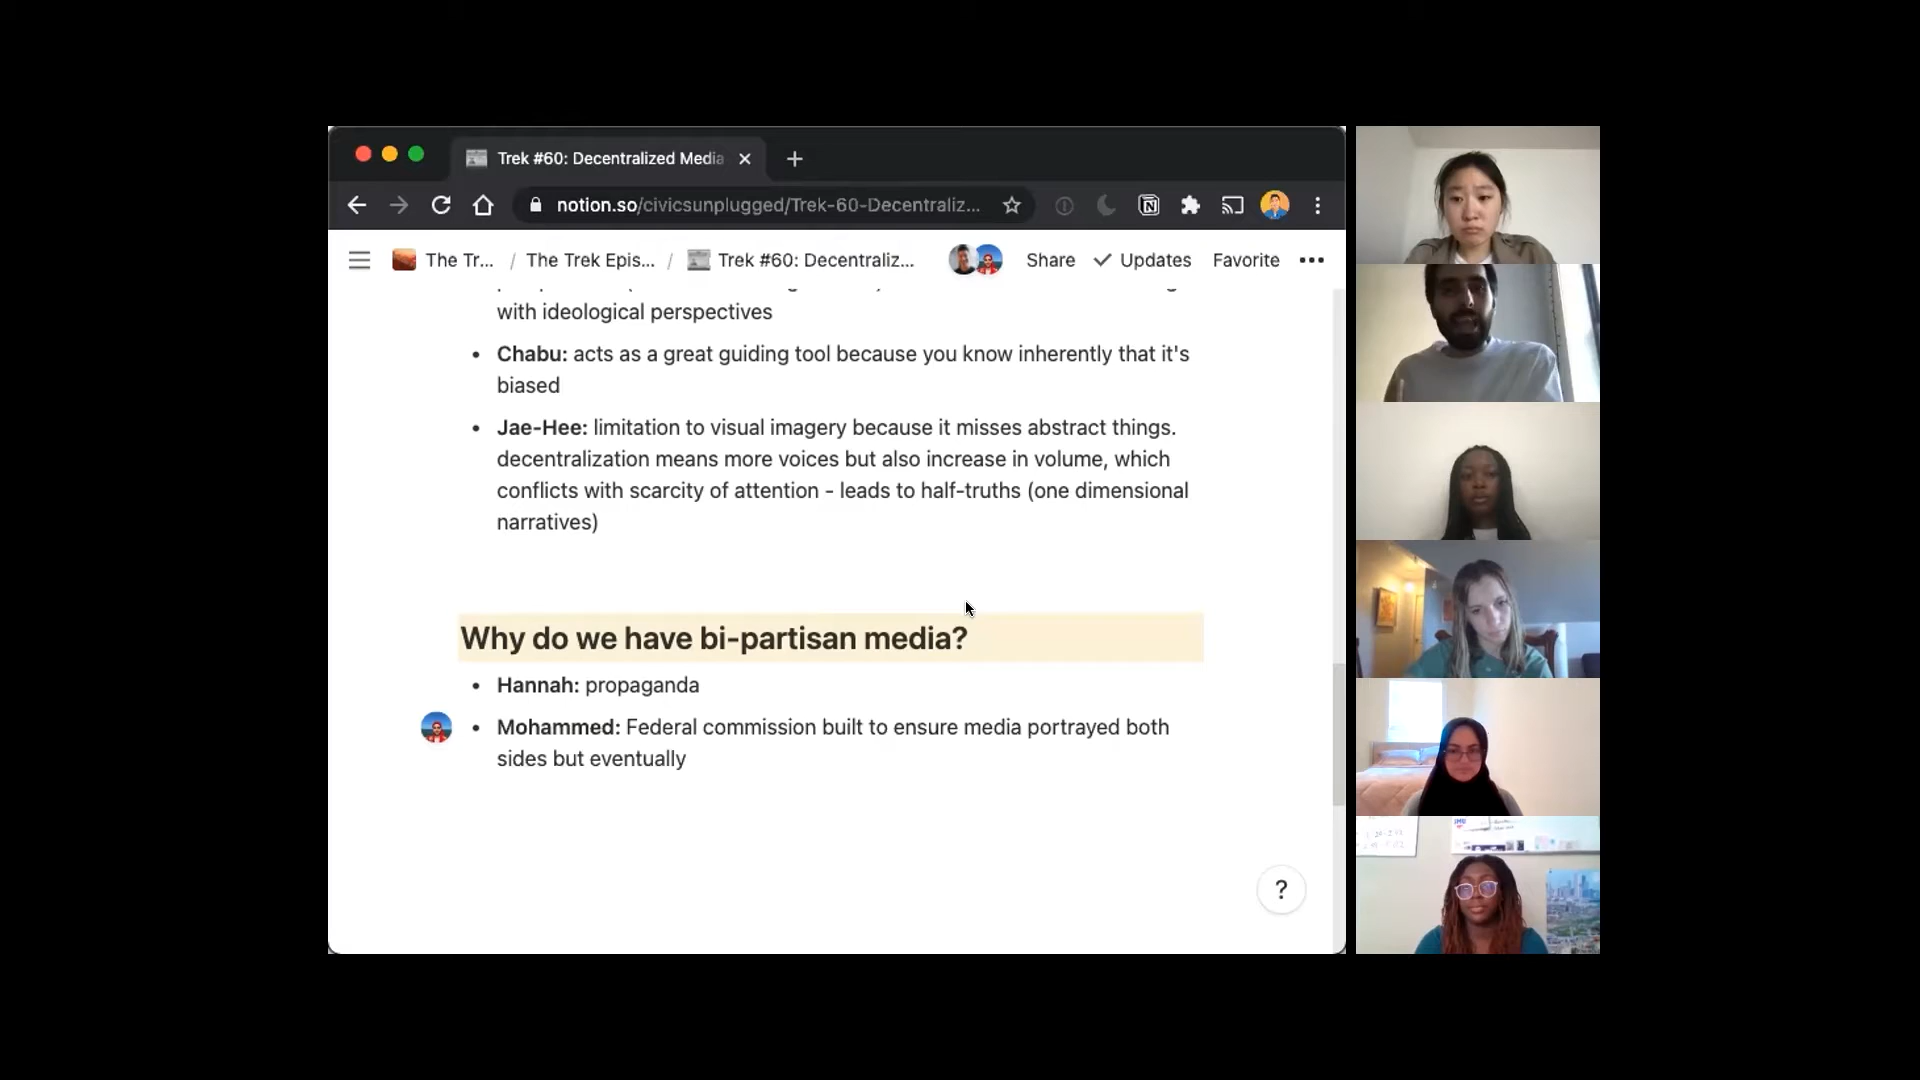 Trek #60: Decentralized Media
notion.so/civicsunplugged/Trek-60-Decentraliz...
The Tr... / The Trek Epis... / Trek #60: Decentraliz... Share Updates Favorite
with ideological perspectives
• Chabu: acts as a great guiding tool because you know inherently that it's
biased
• Jae-Hee: limitation to visual imagery because it misses abstract things.
decentralization means more voices but also increase in volume, which
conflicts with scarcity of attention - leads to half-truths (one dimensional
narratives)
Why do we have bi-partisan media?
• Hannah: propaganda
• Mohammed: Federal commission built to ensure media portrayed both
sides but eventually
?